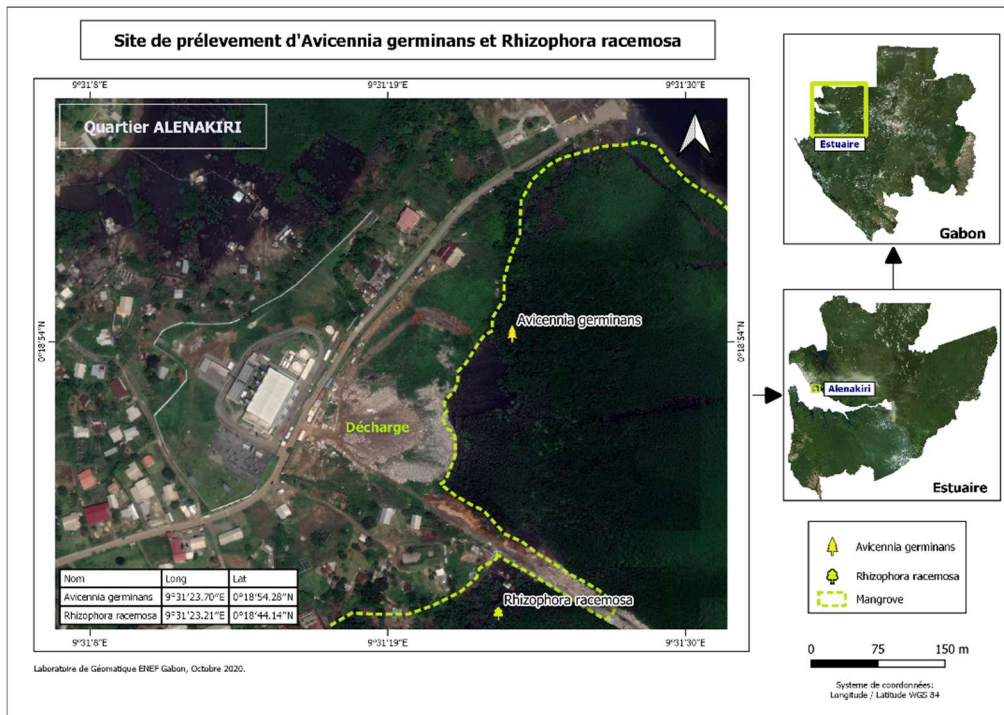 Site de prélevement d'Avicennia germinans et Rhizophora racemosa
9°31'8"E 9°31'19"E 9°31'30"E
Quartier ALENAKIRI
0°18'54"N
0°18'54"N
Avicennia germinans
Décharge
Rhizophora racemosa
Nom Long Lat
Avicennia germinans 9°31'23.70"E 0°18'54.28"N
Rhizophora racemosa 9°31'23.21"E 0°18'44.14"N
9°31'8"E 9°31'19"E 9°31'30"E
Laboratoire de Géomatique ENEF Gabon, Octobre 2020.
Estuaire
Gabon
Alenakiri
Estuaire
Avicennia germinans
Rhizophora racemosa
Mangrove
0 75 150 m
Systeme de coordonnées:
Longitude / Latitude WGS 84